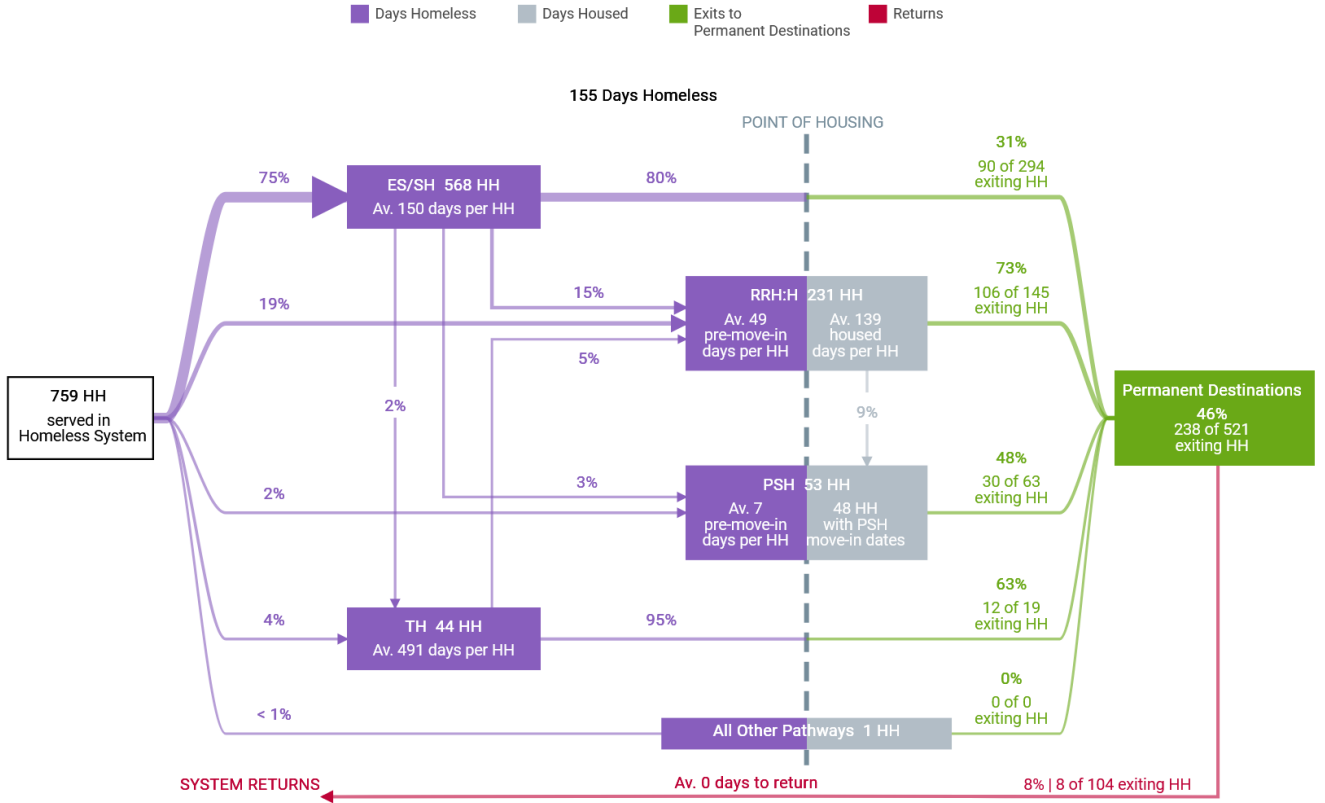 Days Homeless
Days Housed
Exits to
Permanent Destinations
Returns
155 Days Homeless
POINT OF HOUSING
75%
ES/SH 568 HH
Av. 150 days per HH
80%
31%
90 of 294
exiting HH
19%
15%
RRH:H 231 HH
Av. 49
pre-move-in
days per HH
Av. 139
housed
days per HH
73%
106 of 145
exiting HH
5%
759 HH
served in
Homeless System
2%
9%
Permanent Destinations
46%
238 of 521
exiting HH
2%
3%
PSH 53 HH
Av. 7
pre-move-in
days per HH
48 HH
with PSH
move-in dates
48%
30 of 63
exiting HH
4%
TH 44 HH
Av. 491 days per HH
95%
63%
12 of 19
exiting HH
< 1%
All Other Pathways 1 HH
0%
0 of 0
exiting HH
SYSTEM RETURNS
Av. 0 days to return
8% | 8 of 104 exiting HH